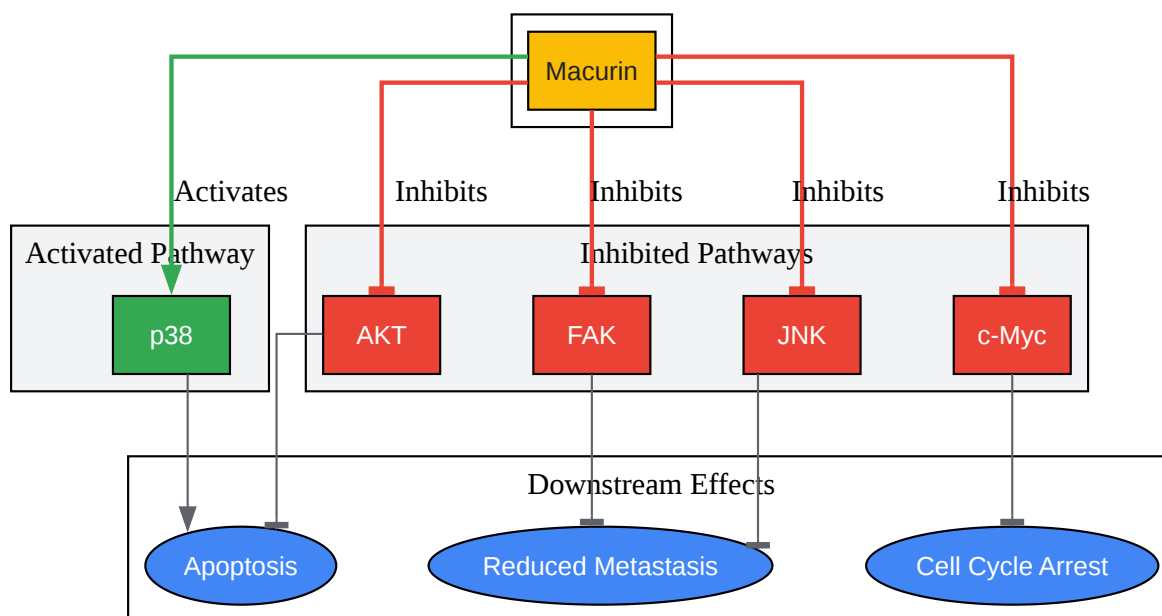 Macurin
Activates
Inhibits
Inhibits
Inhibits
Inhibits
Activated Pathway
Inhibited Pathways
p38
AKT
FAK
JNK
c-Myc
Downstream Effects
Apoptosis
Reduced Metastasis
Cell Cycle Arrest